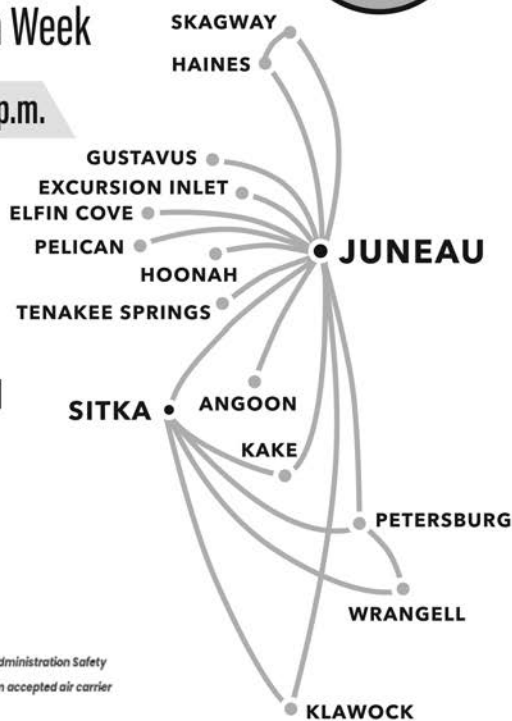 Week
p.m.
SKAGWAY
HAINES
GUSTAVUS
EXCURSION INLET
ELFIN COVE
PELICAN
JUNEAU
HOONAH
TENAKEE SPRINGS
SITKA
ANGOON
KAKE
PETERSBURG
WRANGELL
Administration Safety
accepted air carrier
KLAWOCK